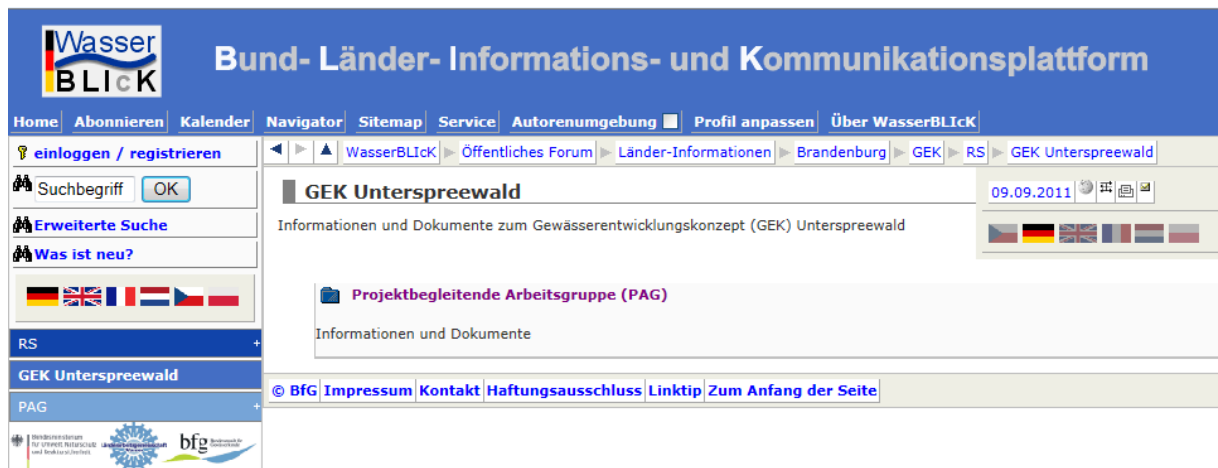 Wasser
BLIcK
Bund- Länder- Informations- und Kommunikationsplattform
Home Abonnieren Kalender Navigator Sitemap Service Autorenumgebung Profil anpassen Über WasserBLIcK
einloggen / registrieren
WasserBLIcK Öffentliches Forum Länder-Informationen Brandenburg GEK RS GEK Unterspreewald
Suchbegriff OK
Erweiterte Suche
Was ist neu?
GEK Unterspreewald
09.09.2011
Informationen und Dokumente zum Gewässerentwicklungskonzept (GEK) Unterspreewald
Projektbegleitende Arbeitsgruppe (PAG)
Informationen und Dokumente
RS +
GEK Unterspreewald
PAG +
© BfG Impressum Kontakt Haftungsausschluss Linktip Zum Anfang der Seite
bfg